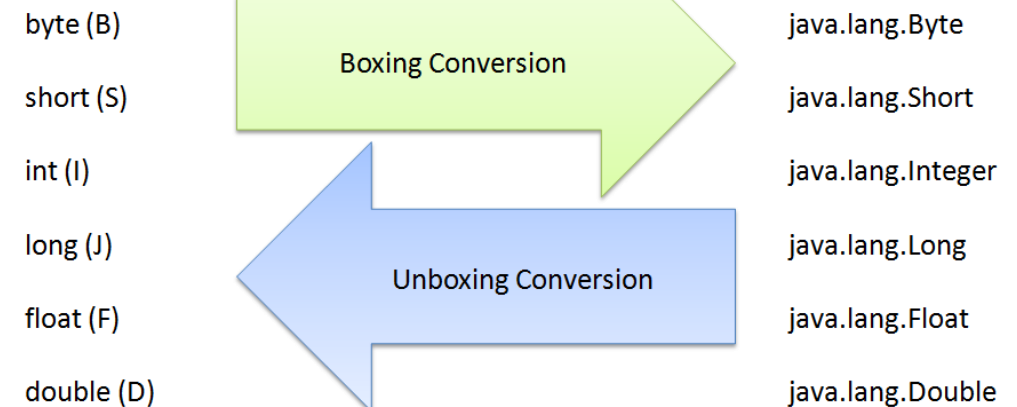 byte (B)
java.lang.Byte
Boxing Conversion
short (S)
java.lang.Short
int (I)
java.lang.Integer
long (J)
java.lang.Long
Unboxing Conversion
float (F)
java.lang.Float
double (D)
java.lang.Double